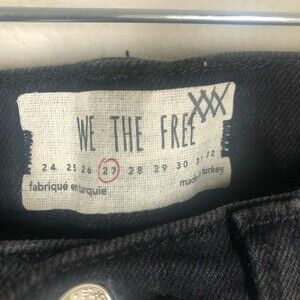 WE THE FREE
24 25 26 27 28 29 30 31 32
fabriqué en turquie made in turkey